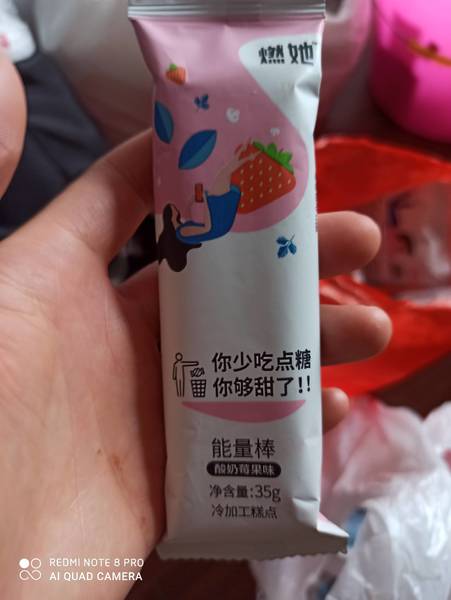 燃她
你少吃点糖
你够甜了!!
能量棒
酸奶莓果味
净含量:35g
冷加工糕点
REDMI NOTE 8 PRO
AI QUAD CAMERA